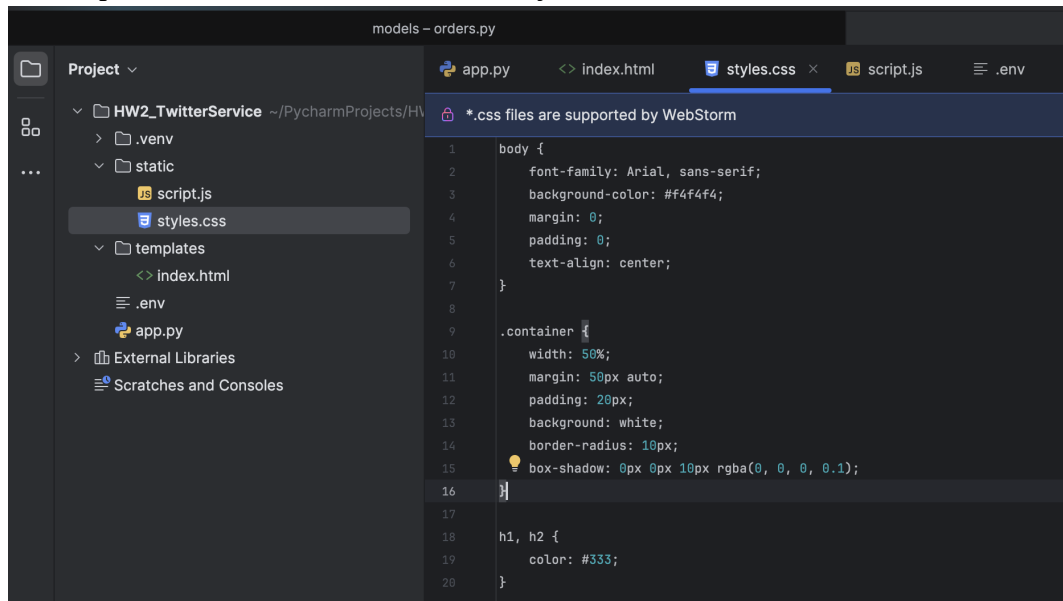 models – orders.py
Project
HW2_TwitterService ~/PycharmProjects/HW
.venv
static
script.js
styles.css
templates
index.html
.env
app.py
External Libraries
Scratches and Consoles
app.py index.html styles.css script.js .env
*.css files are supported by WebStorm
1 body {
2 font-family: Arial, sans-serif;
3 background-color: #f4f4f4;
4 margin: 0;
5 padding: 0;
6 text-align: center;
7 }
8
9 .container {
10 width: 50%;
11 margin: 50px auto;
12 padding: 20px;
13 background: white;
14 border-radius: 10px;
15 box-shadow: 0px 0px 10px rgba(0, 0, 0, 0.1);
16 }
17
18 h1, h2 {
19 color: #333;
20 }